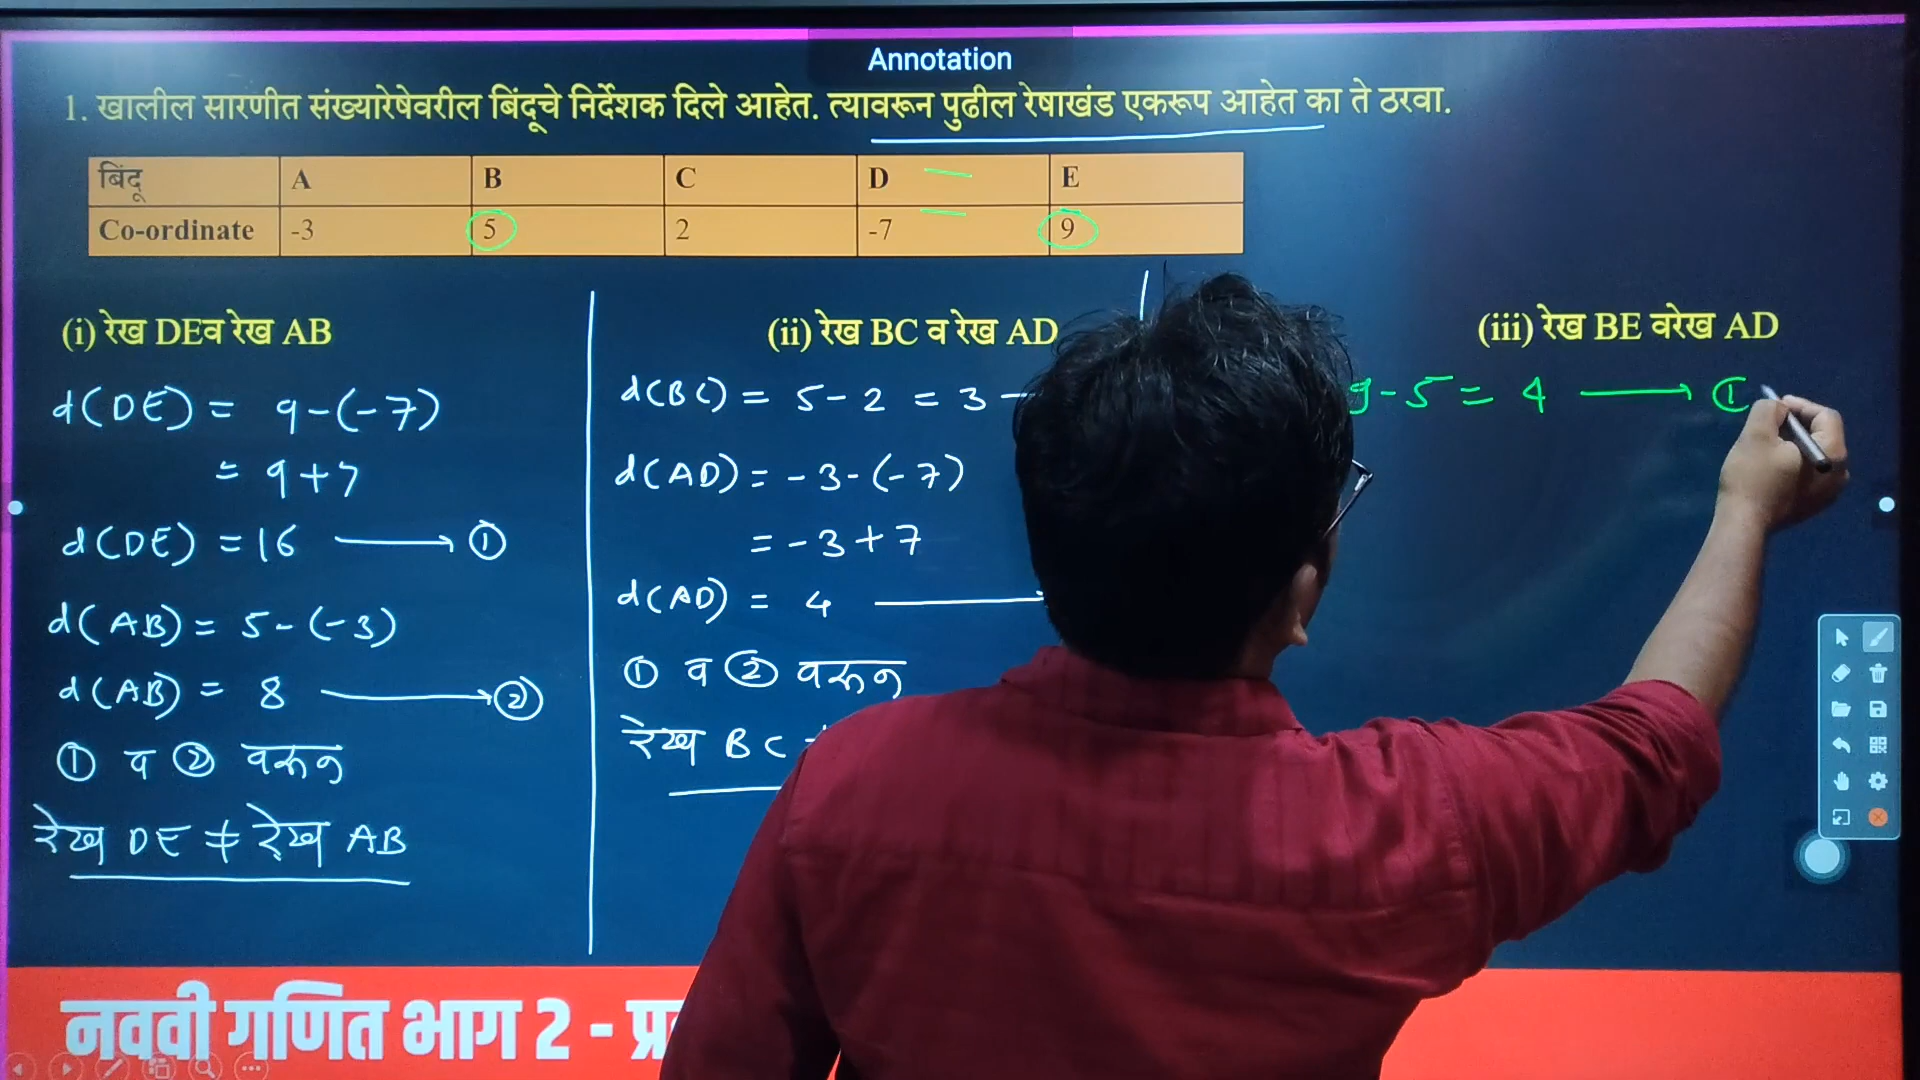 Annotation
1. खालील सारणीत संख्यारेषेवरील बिंदूचे निर्देशक दिले आहेत. त्यावरून पुढील रेषाखंड एकरूप आहेत का ते ठरवा.
बिंदू A B C D E
Co-ordinate -3 5 2 -7 9
(i) रेख DEव रेख AB
d(DE) = 9-(-7)
= 9+7
d(DE) = 16 ⟶ ①
d(AB) = 5-(-3)
d(AB) = 8 ⟶ ②
① व ② वरून
रेख DE ≠ रेख AB
(ii) रेख BC व रेख AD
d(BC) = 5-2 = 3
d(AD) = -3-(-7)
= -3+7
d(AD) = 4
① व ② वरून
रेख BC
(iii) रेख BE वरेख AD
9-5 = 4 ⟶ ①
नववी गणित भाग 2 -